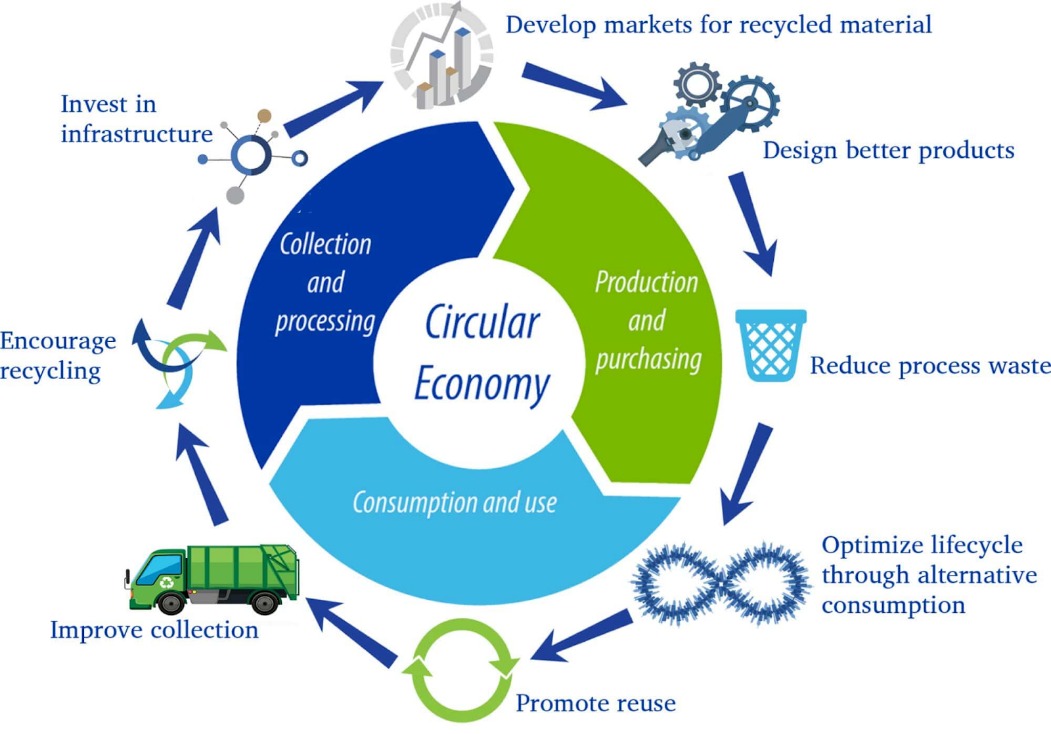 Develop markets for recycled material
Invest in
infrastructure
Design better products
Collection
and
processing
Production
and
purchasing
Circular
Economy
Encourage
recycling
Reduce process waste
Consumption and use
Optimize lifecycle
through alternative
consumption
Improve collection
Promote reuse